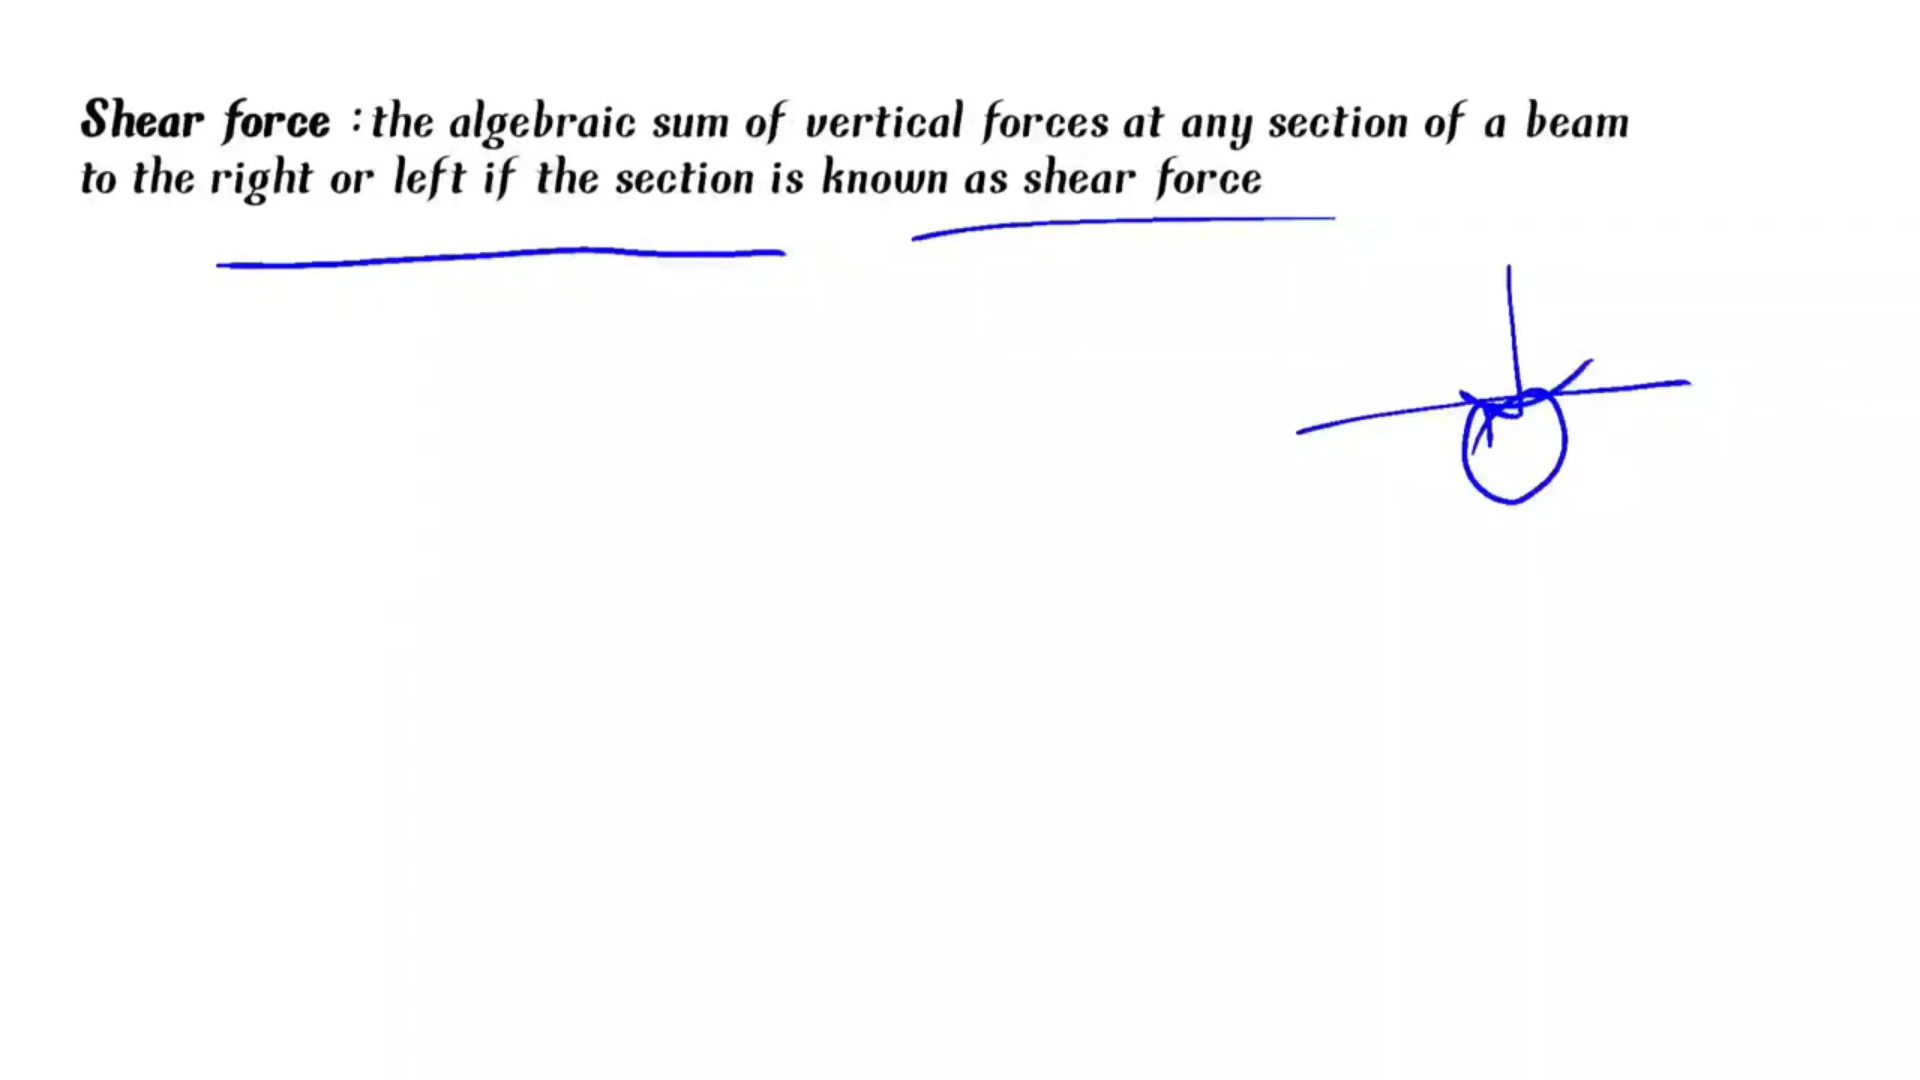 Shear force : the algebraic sum of vertical forces at any section of a beam
to the right or left if the section is known as shear force